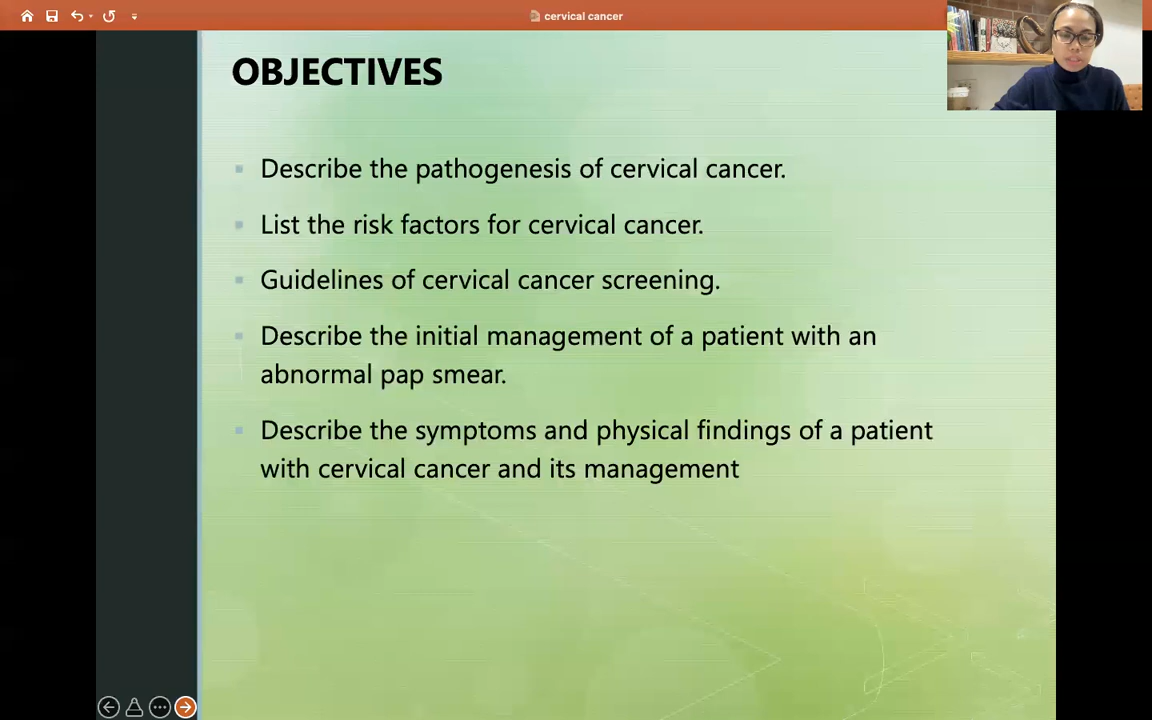 cervical cancer
OBJECTIVES
Describe the pathogenesis of cervical cancer.
List the risk factors for cervical cancer.
Guidelines of cervical cancer screening.
Describe the initial management of a patient with an
abnormal pap smear.
Describe the symptoms and physical findings of a patient
with cervical cancer and its management